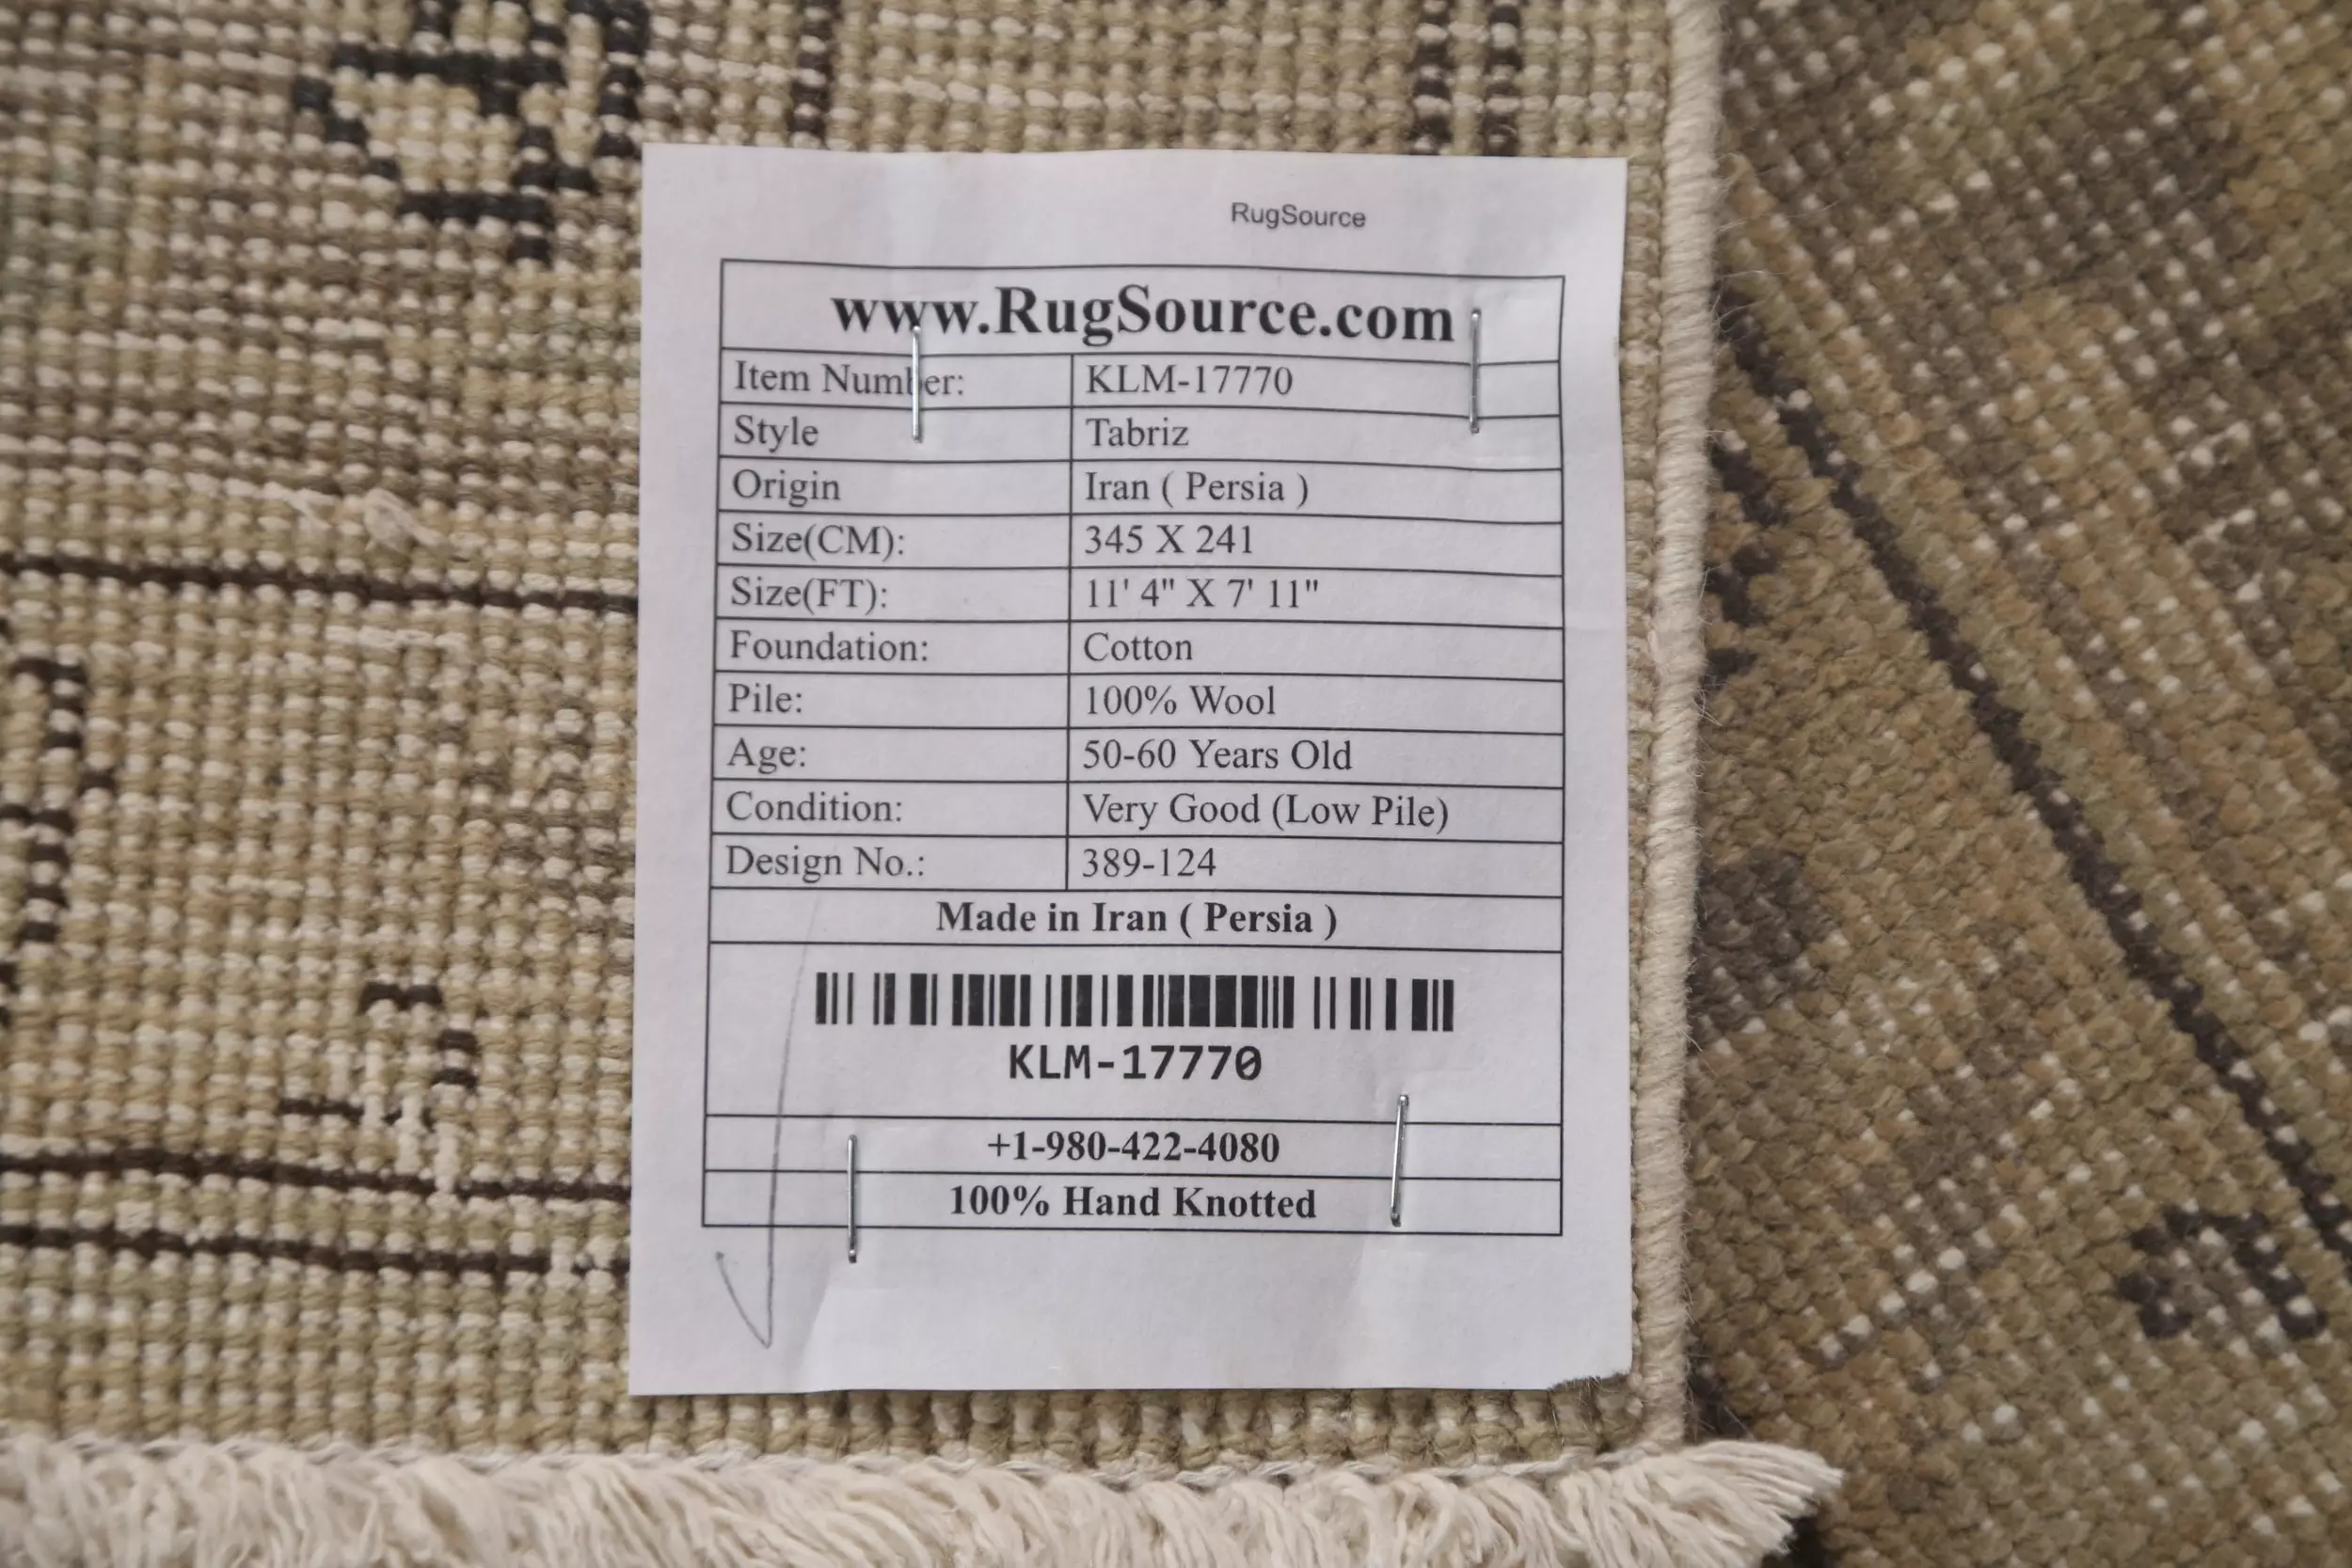 RugSource
www.RugSource.com
Item Number: KLM-17770
Style Tabriz
Origin Iran ( Persia )
Size(CM): 345 X 241
Size(FT): 11' 4" X 7' 11"
Foundation: Cotton
Pile: 100% Wool
Age: 50-60 Years Old
Condition: Very Good (Low Pile)
Design No.: 389-124
Made in Iran ( Persia )
KLM-17770
+1-980-422-4080
100% Hand Knotted